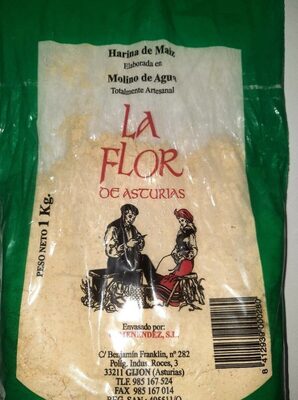 Harina de Maiz
Elaborada en
Molino de Agua
Totalmente Artesanal
LA
FLOR
DE ASTURIAS
PESO NETO 1 Kg.
Envasado por:
MENENDEZ, S.L.
C/ Benjamín Franklin, nº 282
Polig. Indus. Roces, 3
33211 GIJON (Asturias)
TLF. 985 167 524
FAX 985 167 014